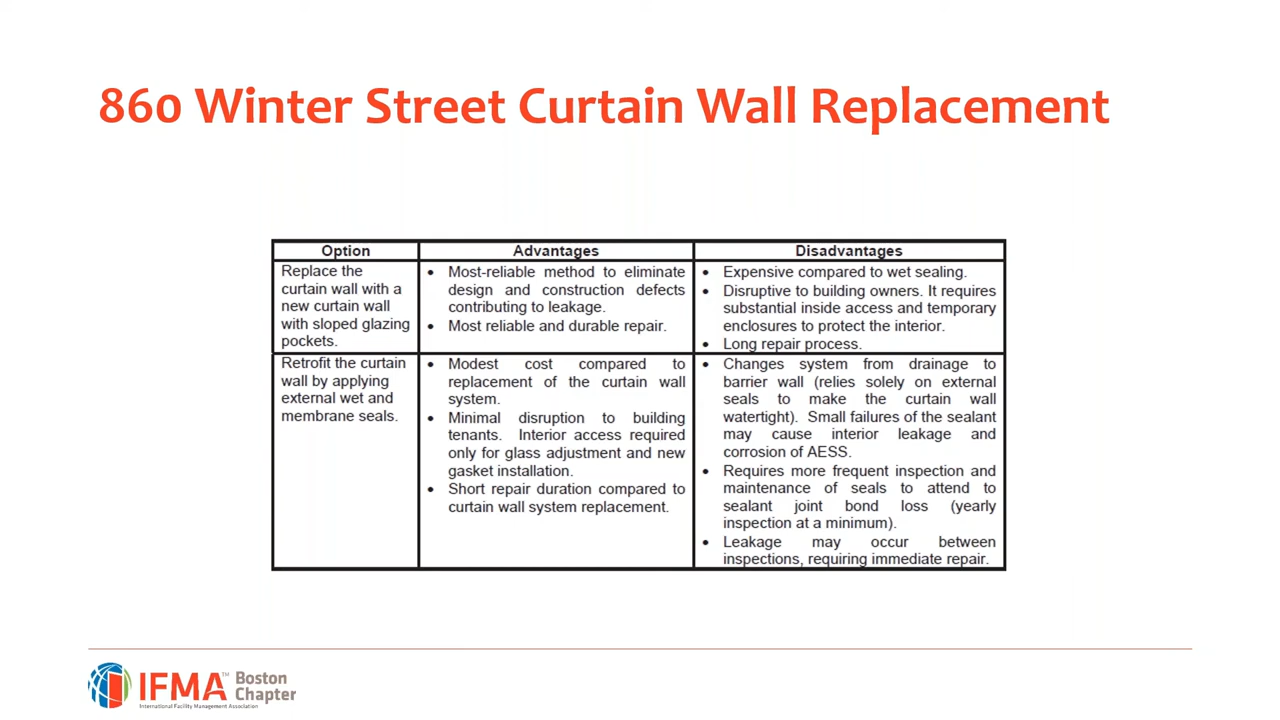 860 Winter Street Curtain Wall Replacement
Option
Advantages
Disadvantages
Replace the
curtain wall with a
new curtain wall
with sloped glazing
pockets.
• Most-reliable method to eliminate
design and construction defects
contributing to leakage.
• Most reliable and durable repair.
• Expensive compared to wet sealing.
• Disruptive to building owners. It requires
substantial inside access and temporary
enclosures to protect the interior.
• Long repair process.
Retrofit the curtain
wall by applying
external wet and
membrane seals.
• Modest cost compared to
replacement of the curtain wall
system.
• Minimal disruption to building
tenants. Interior access required
only for glass adjustment and new
gasket installation.
• Short repair duration compared to
curtain wall system replacement.
• Changes system from drainage to
barrier wall (relies solely on external
seals to make the curtain wall
watertight). Small failures of the sealant
may cause interior leakage and
corrosion of AESS.
• Requires more frequent inspection and
maintenance of seals to attend to
sealant joint bond loss (yearly
inspection at a minimum).
• Leakage may occur between
inspections, requiring immediate repair.
IFMA™
Boston
Chapter
International Facility Management Association